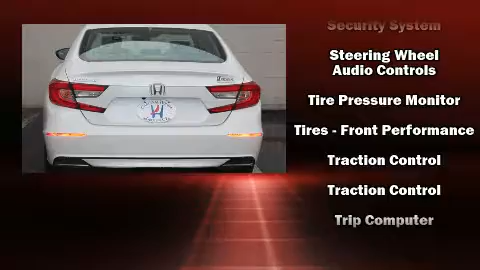 Security System
Steering Wheel
Audio Controls
Tire Pressure Monitor
Tires - Front Performance
Traction Control
Traction Control
Trip Computer